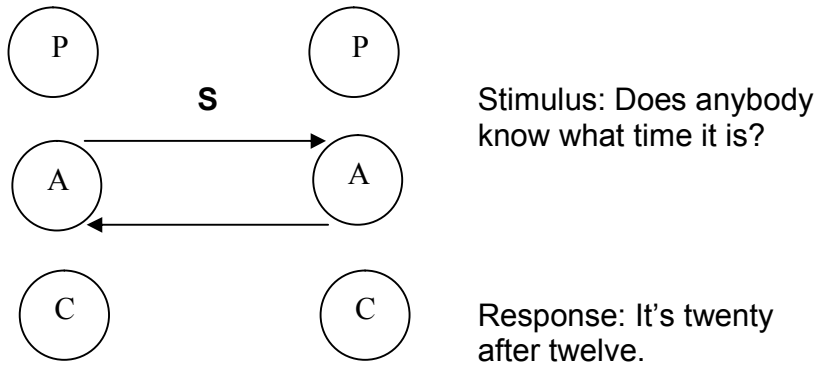 P P
S
Stimulus: Does anybody
know what time it is?
A A
C C
Response: It’s twenty
after twelve.